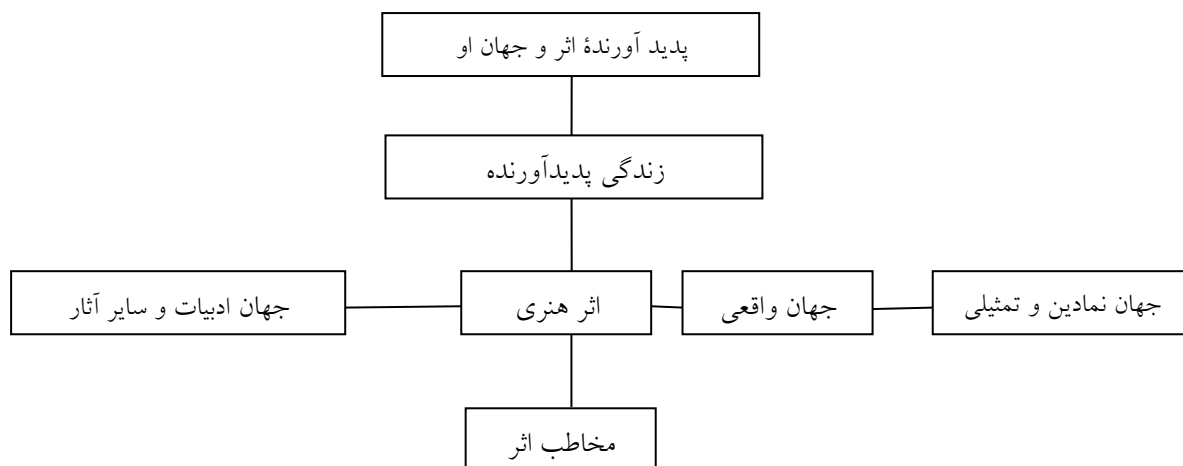 پدید آورندهٔ اثر و جهان او
زندگی پدیدآورنده
جهان نمادین و تمثیلی
جهان واقعی
اثر هنری
جهان ادبیات و سایر آثار
مخاطب اثر